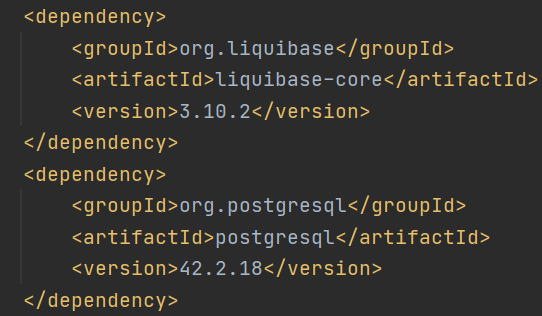 <dependency>
<groupId>org.liquibase</groupId>
<artifactId>liquibase-core</artifactId>
<version>3.10.2</version>
</dependency>
<dependency>
<groupId>org.postgresql</groupId>
<artifactId>postgresql</artifactId>
<version>42.2.18</version>
</dependency>